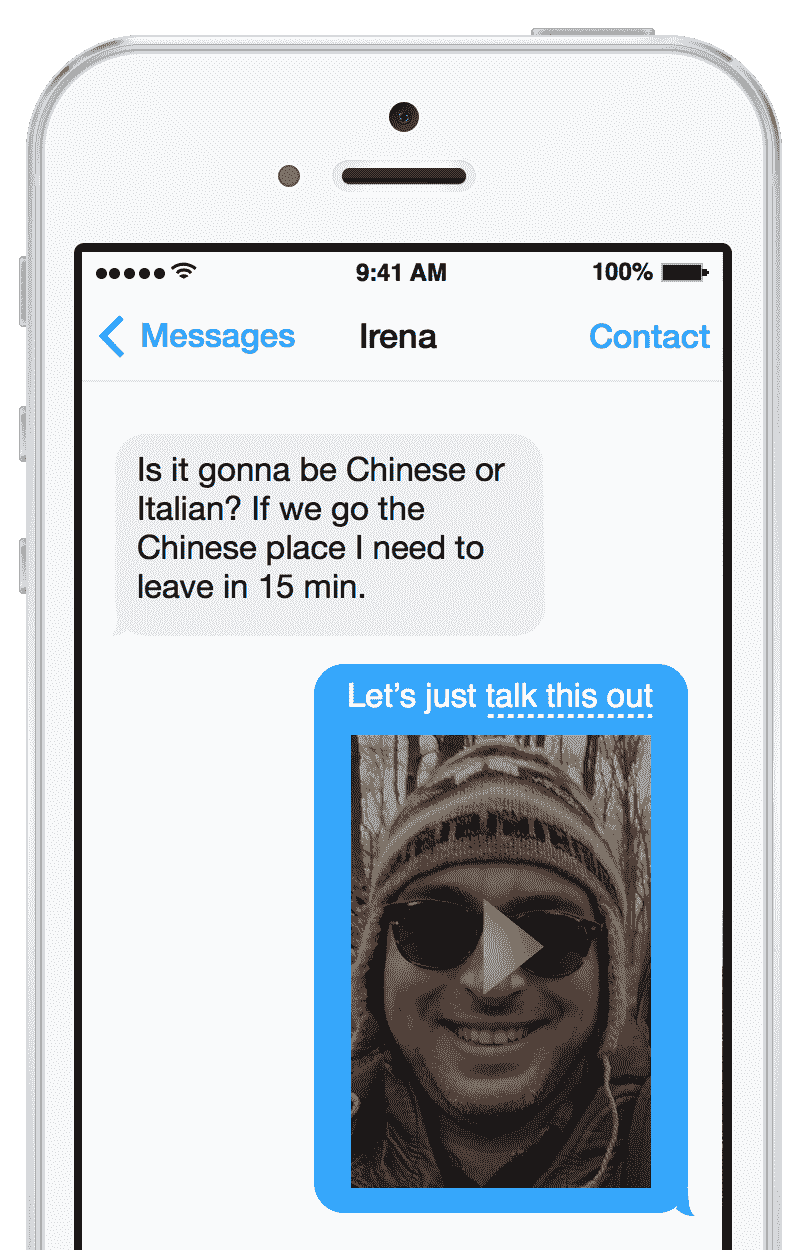 9:41 AM
100%
Messages
Irena
Contact
Is it gonna be Chinese or
Italian? If we go the
Chinese place I need to
leave in 15 min.
Let’s just talk this out